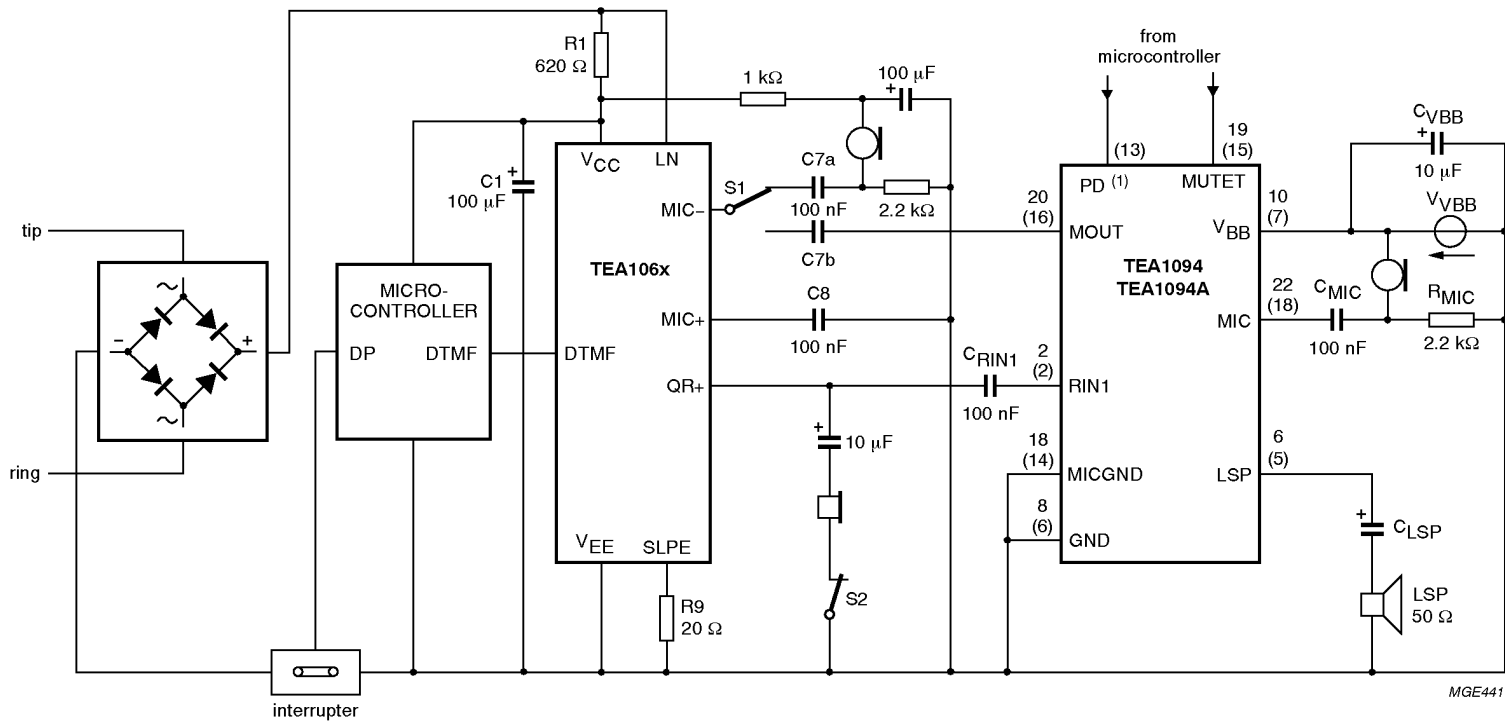 R1
620 Ω
1 kΩ
+
100 μF
from
microcontroller
VCC
LN
C1
+
100 μF
S1
C7a
100 nF
2.2 kΩ
MIC−
C7b
TEA106x
MIC+
C8
100 nF
DTMF
QR+
CRIN1
100 nF
+
10 μF
VEE
SLPE
R9
20 Ω
S2
tip
ring
~
−
+
~
MICRO-
CONTROLLER
DP
DTMF
interrupter
(13)
19
(15)
PD (1)
MUTET
20
(16)
MOUT
TEA1094
TEA1094A
2
(2)
RIN1
18
(14)
MICGND
8
(6)
GND
10
(7)
VBB
22
(18)
MIC
6
(5)
LSP
CVBB
+
10 μF
VVBB
CMIC
100 nF
RMIC
2.2 kΩ
+
CLSP
LSP
50 Ω
MGE441